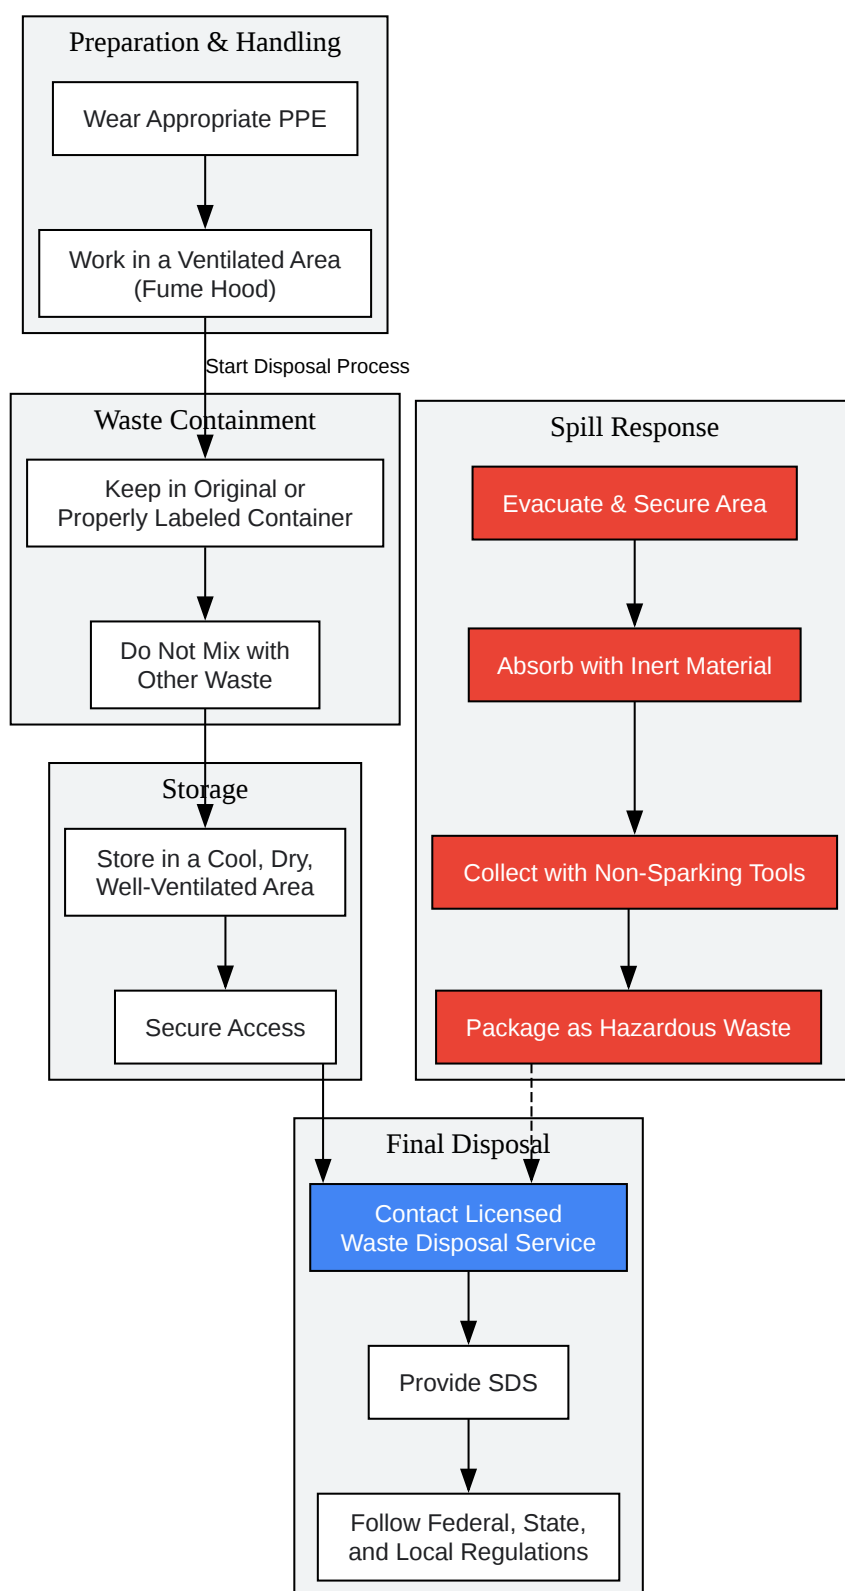 Preparation & Handling
Wear Appropriate PPE
Work in a Ventilated Area
(Fume Hood)
Start Disposal Process
Waste Containment
Keep in Original or
Properly Labeled Container
Do Not Mix with
Other Waste
Storage
Store in a Cool, Dry,
Well-Ventilated Area
Secure Access
Spill Response
Evacuate & Secure Area
Absorb with Inert Material
Collect with Non-Sparking Tools
Package as Hazardous Waste
Final Disposal
Contact Licensed
Waste Disposal Service
Provide SDS
Follow Federal, State,
and Local Regulations